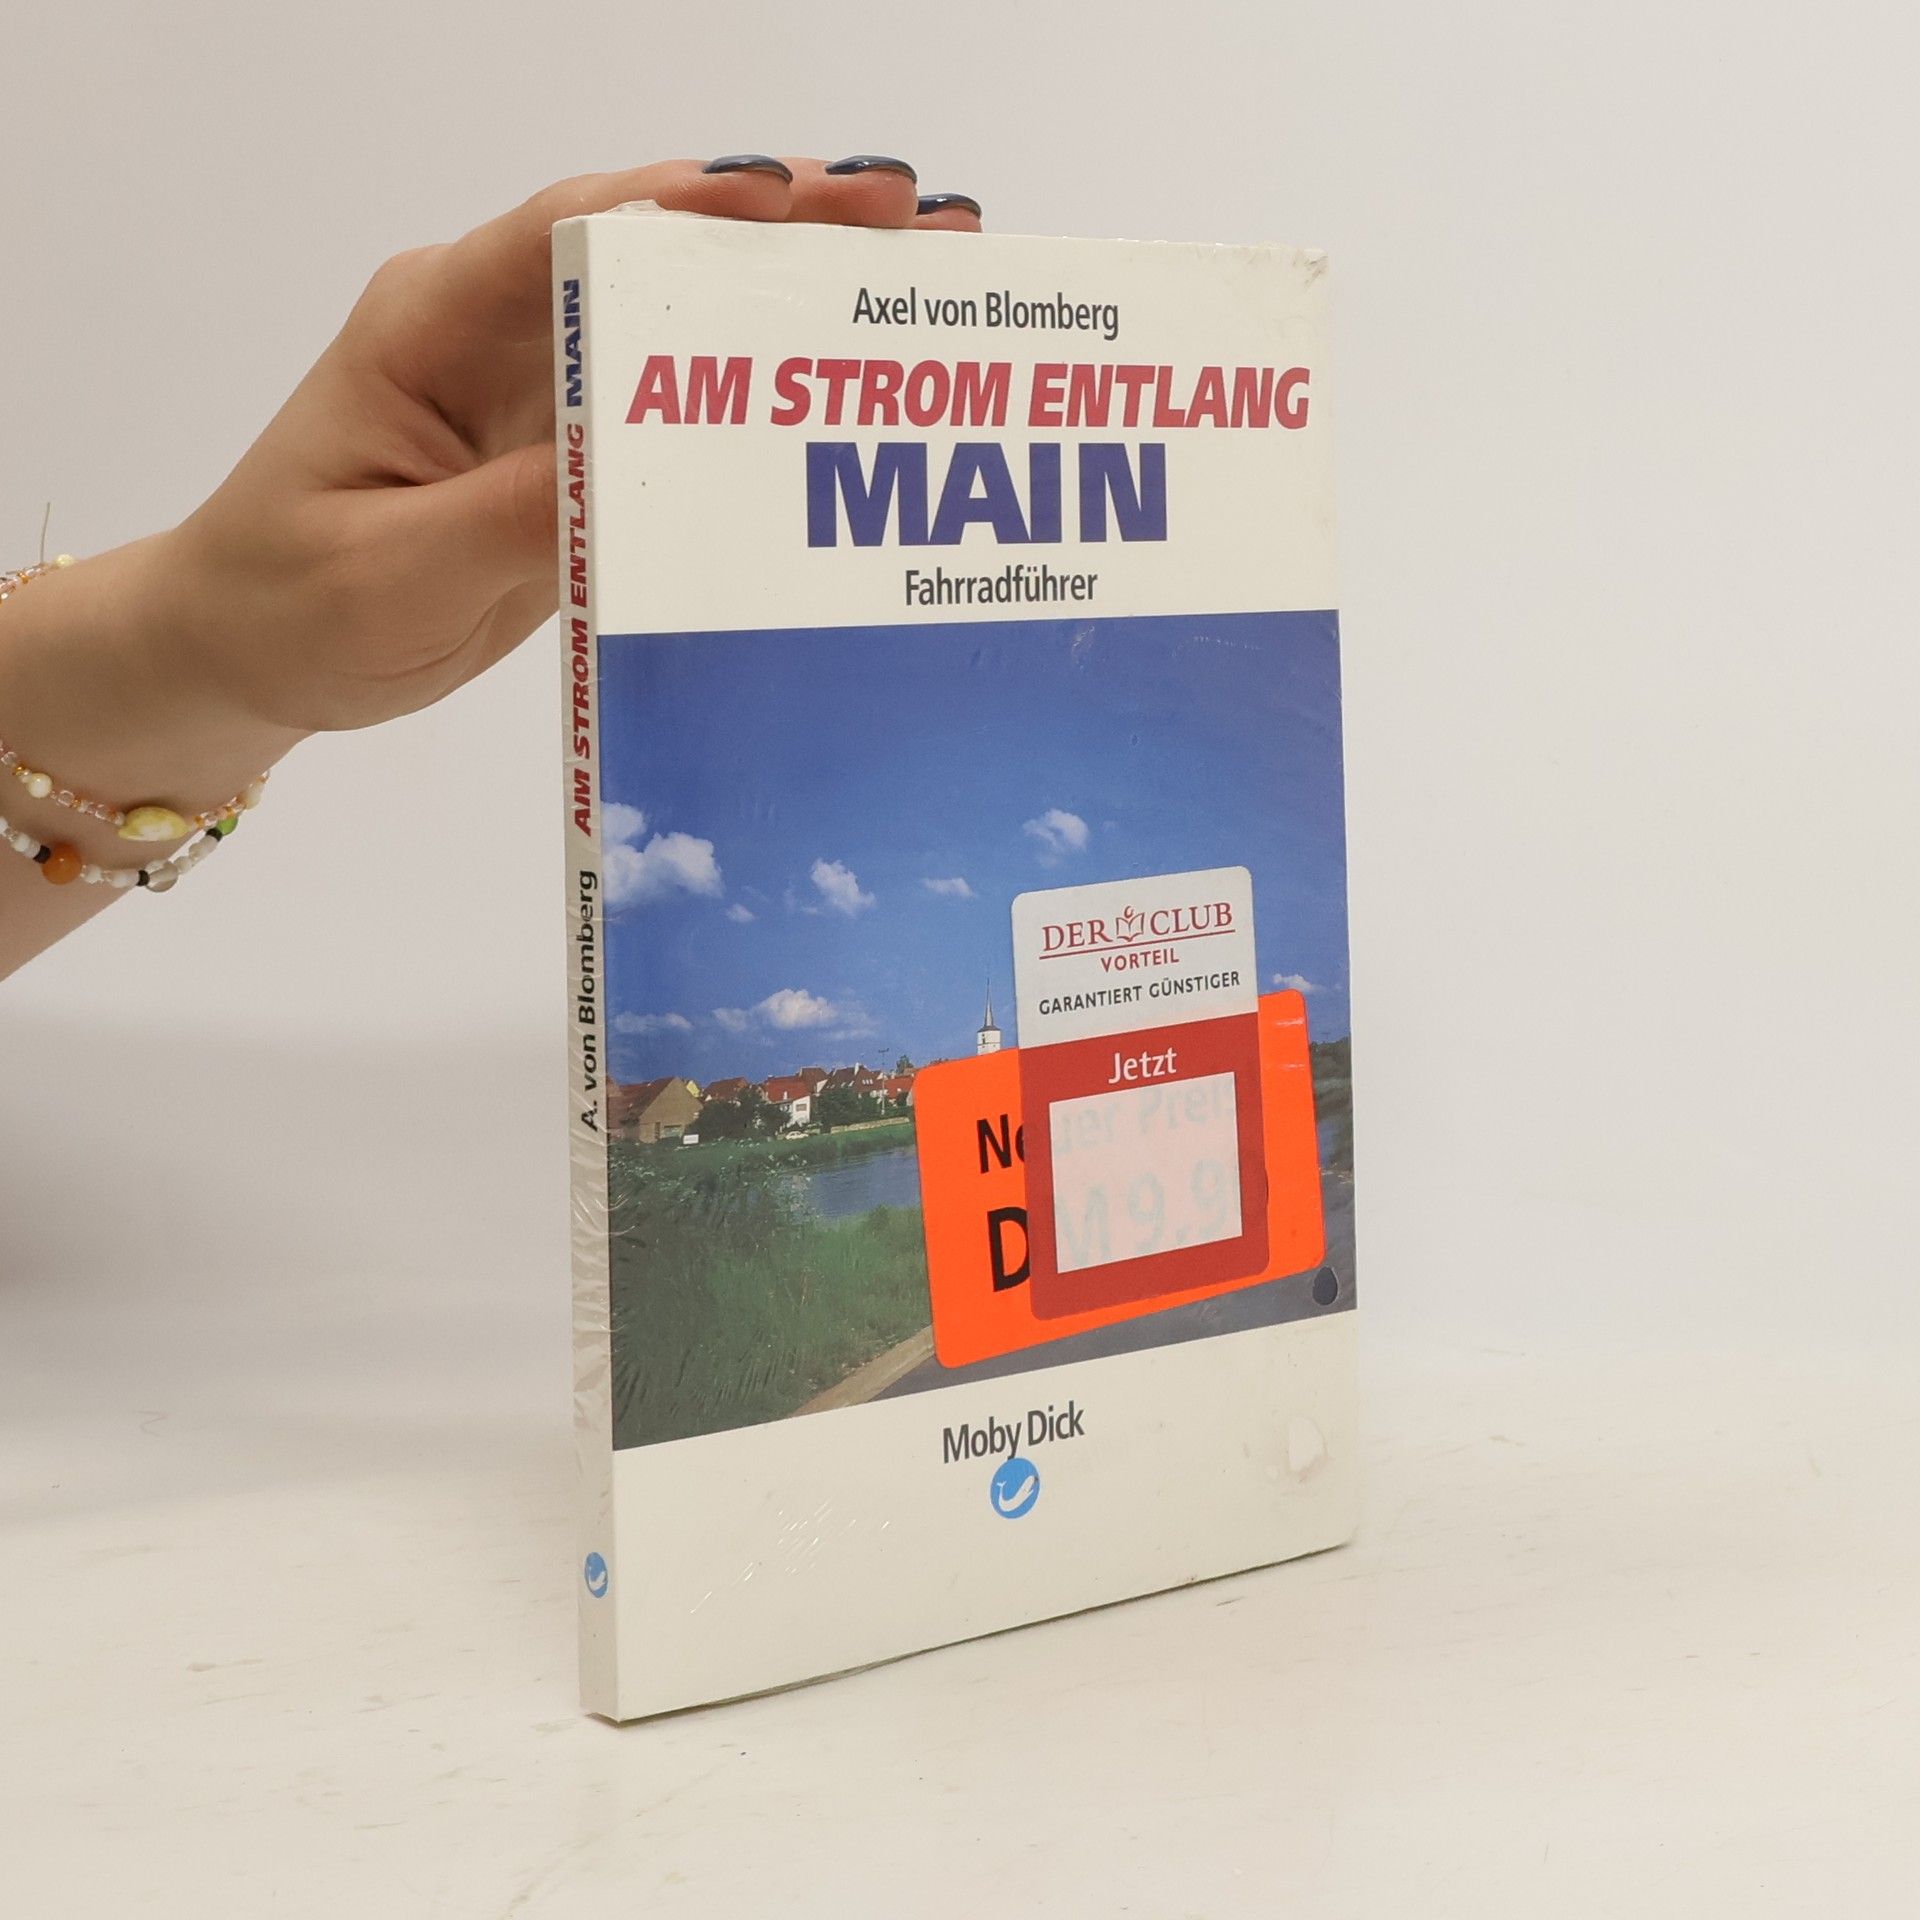 Axel von Blomberg
AM STROM ENTLANG
MAIN
Fahrradführer
DER CLUB
VORTEIL
GARANTIERT GÜNSTIGER
Jetzt
Moby Dick
A. von Blomberg AM STROM ENTLANG MAIN